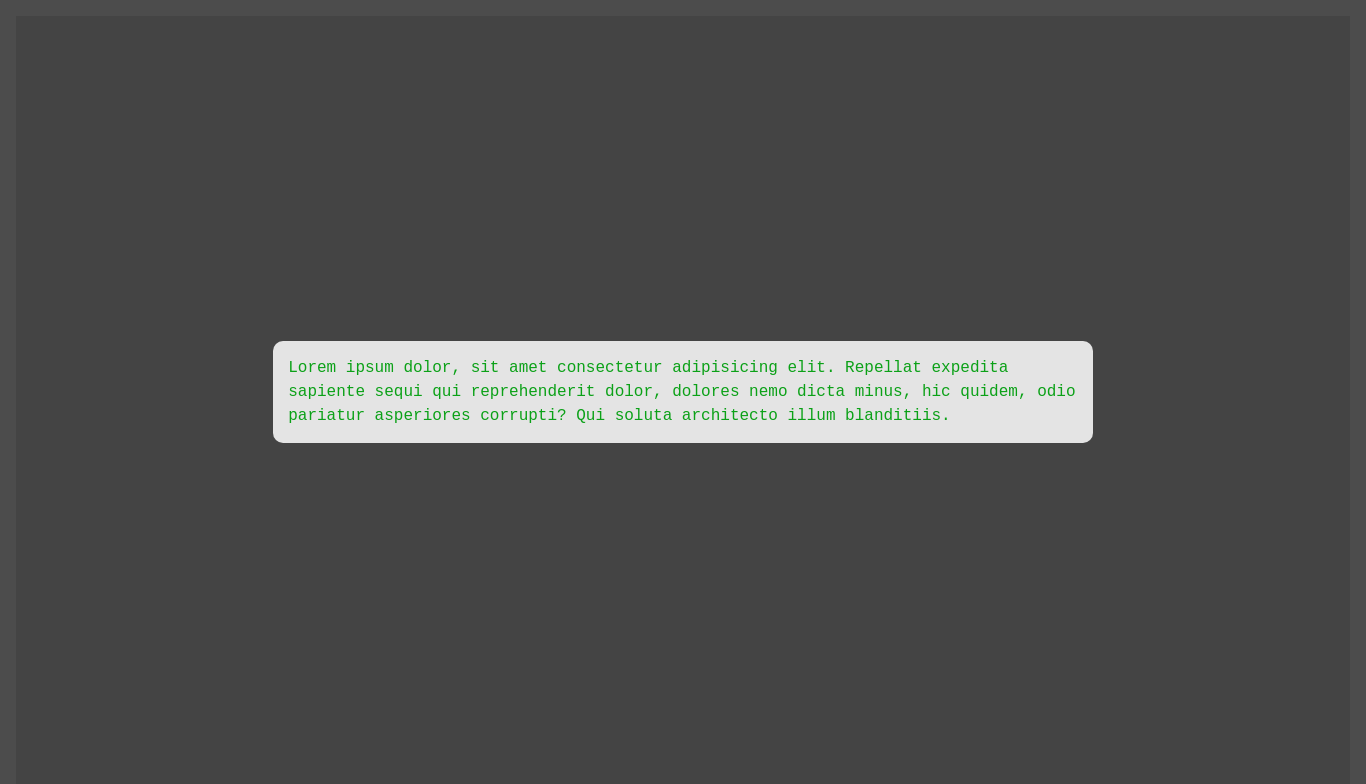 Lorem ipsum dolor, sit amet consectetur adipisicing elit. Repellat expedita
sapiente sequi qui reprehenderit dolor, dolores nemo dicta minus, hic quidem, odio
pariatur asperiores corrupti? Qui soluta architecto illum blanditiis.